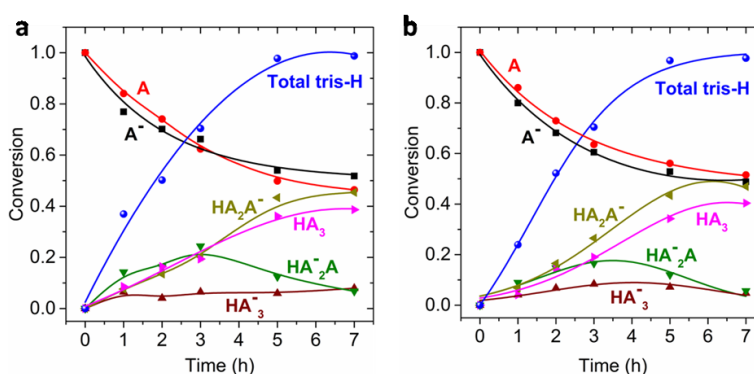 a
1.0
0.8
0.6
0.4
0.2
0.0
Conversion
A
A⁻
Total tris-H
HA₂A⁻
HA₃
HA⁻₂A
HA⁻₃
0 1 2 3 4 5 6 7
Time (h)
b
1.0
0.8
0.6
0.4
0.2
0.0
Conversion
A
A⁻
Total tris-H
HA₂A⁻
HA₃
HA⁻₂A
HA⁻₃
0 1 2 3 4 5 6 7
Time (h)